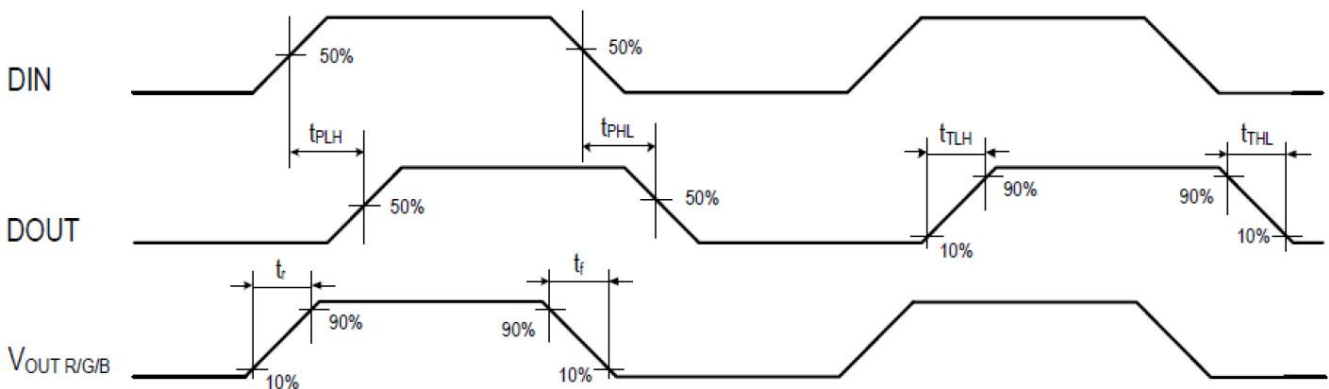 50%
50%
DIN
tPLH
tPHL
tTLH
tTHL
50%
50%
90%
90%
DOUT
10%
10%
tr
tf
90%
90%
VOUT R/G/B
10%
10%